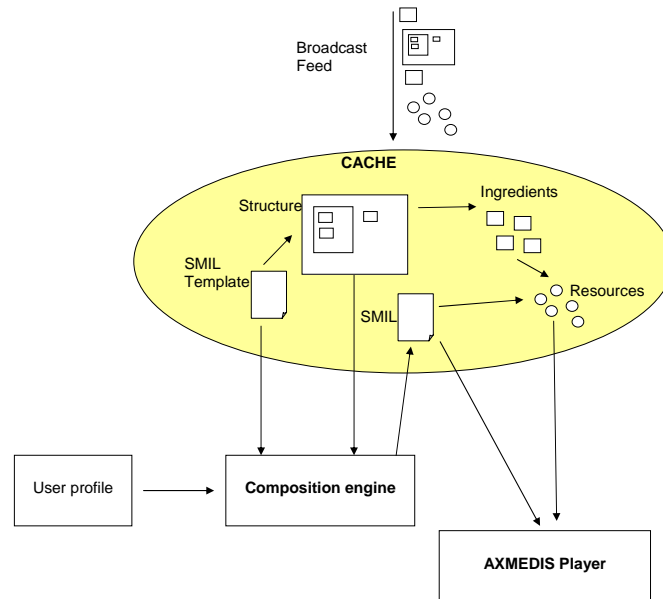 Broadcast
Feed
CACHE
Ingredients
Structure
SMIL
Template
Resources
SMIL
User profile
Composition engine
AXMEDIS Player